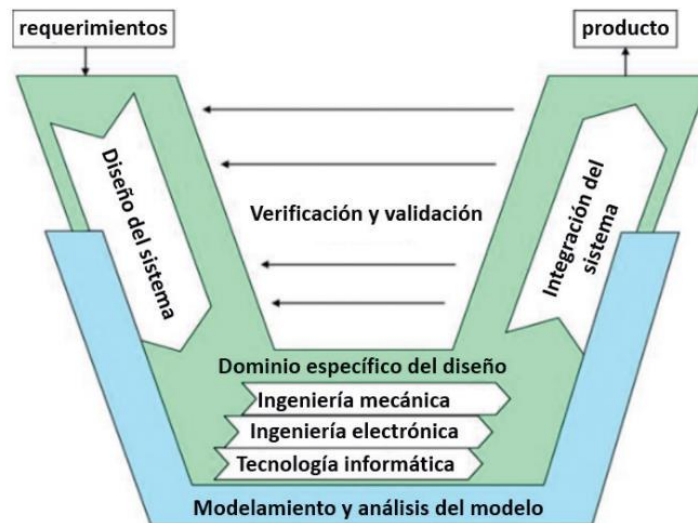 requerimientos
producto
Diseño del sistema
Verificación y validación
Integración del
sistema
Dominio específico del diseño
Ingeniería mecánica
Ingeniería electrónica
Tecnología informática
Modelamiento y análisis del modelo